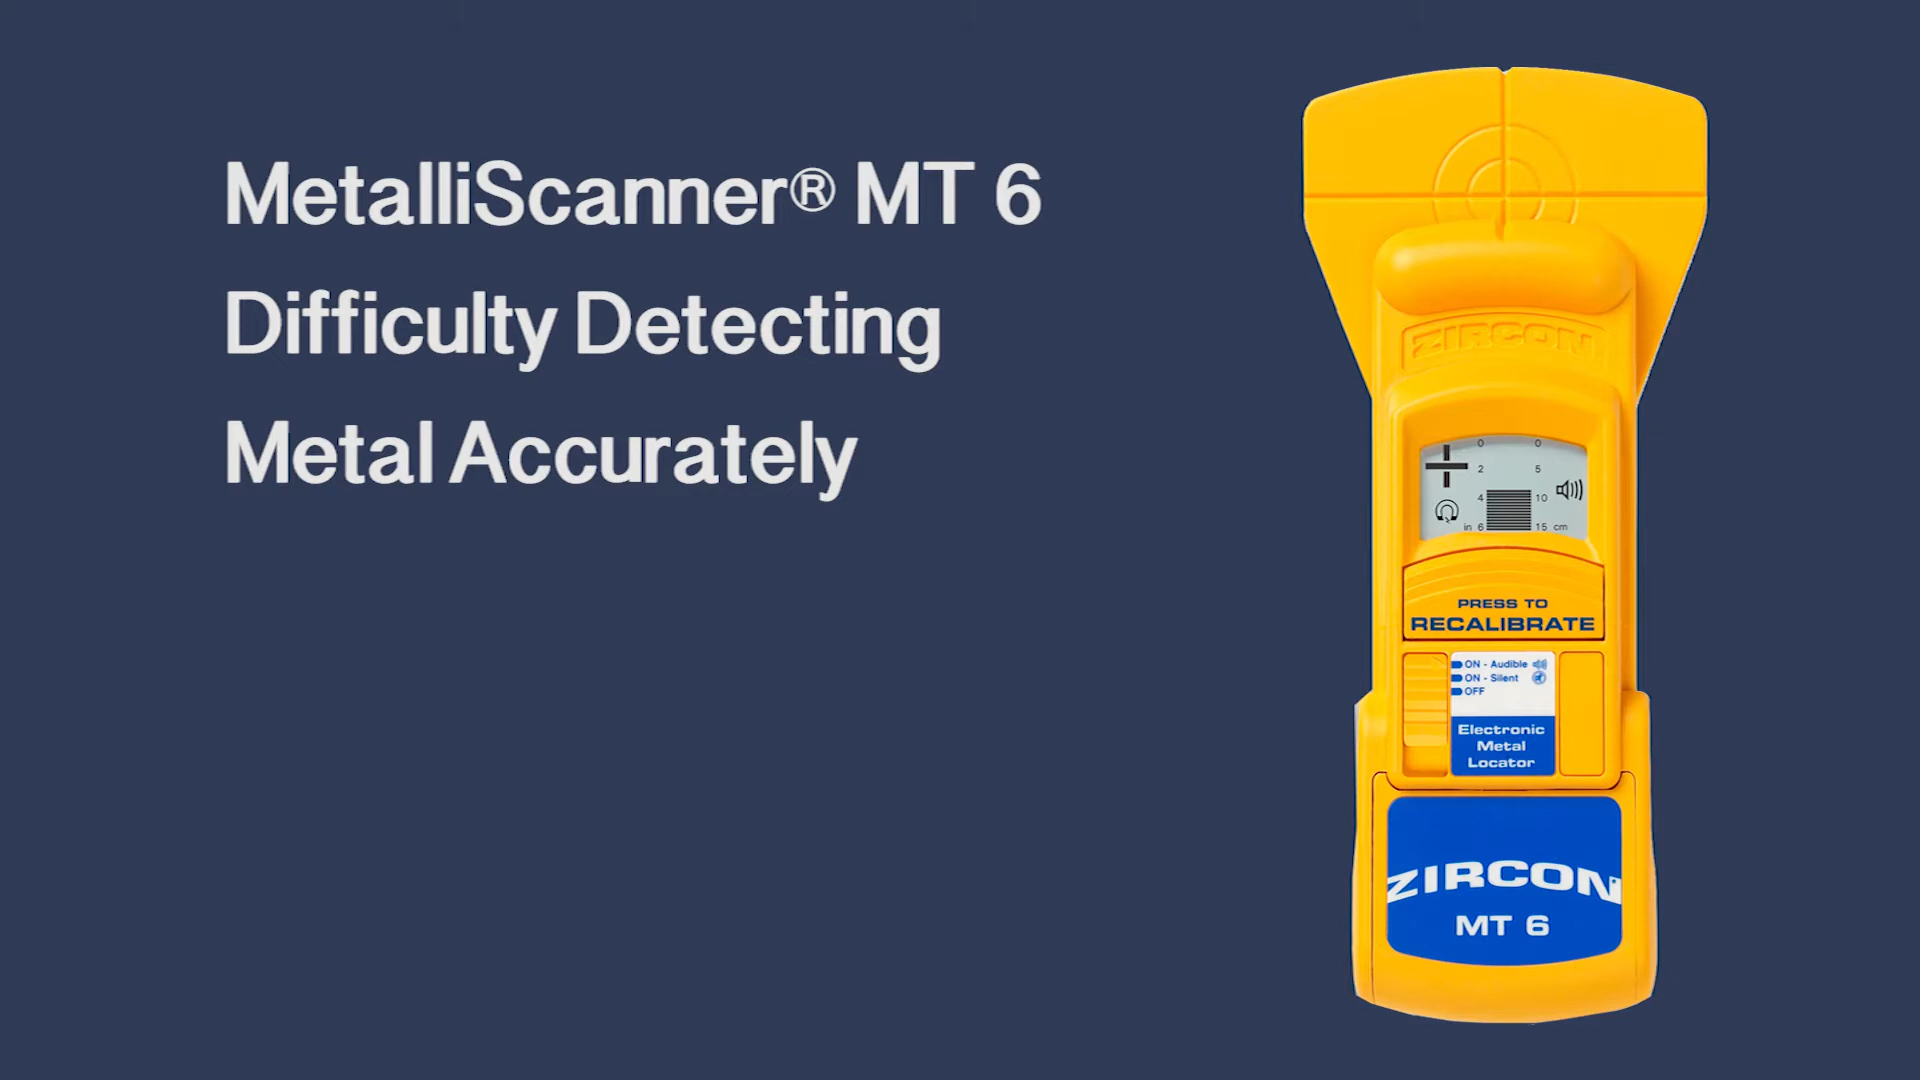 MetalliScanner® MT 6
Difficulty Detecting
Metal Accurately
ZIRCON
0 0
2 5
4 10
in 6 15 cm
PRESS TO
RECALIBRATE
ON - Audible
ON - Silent
OFF
Electronic
Metal
Locator
ZIRCON
MT 6